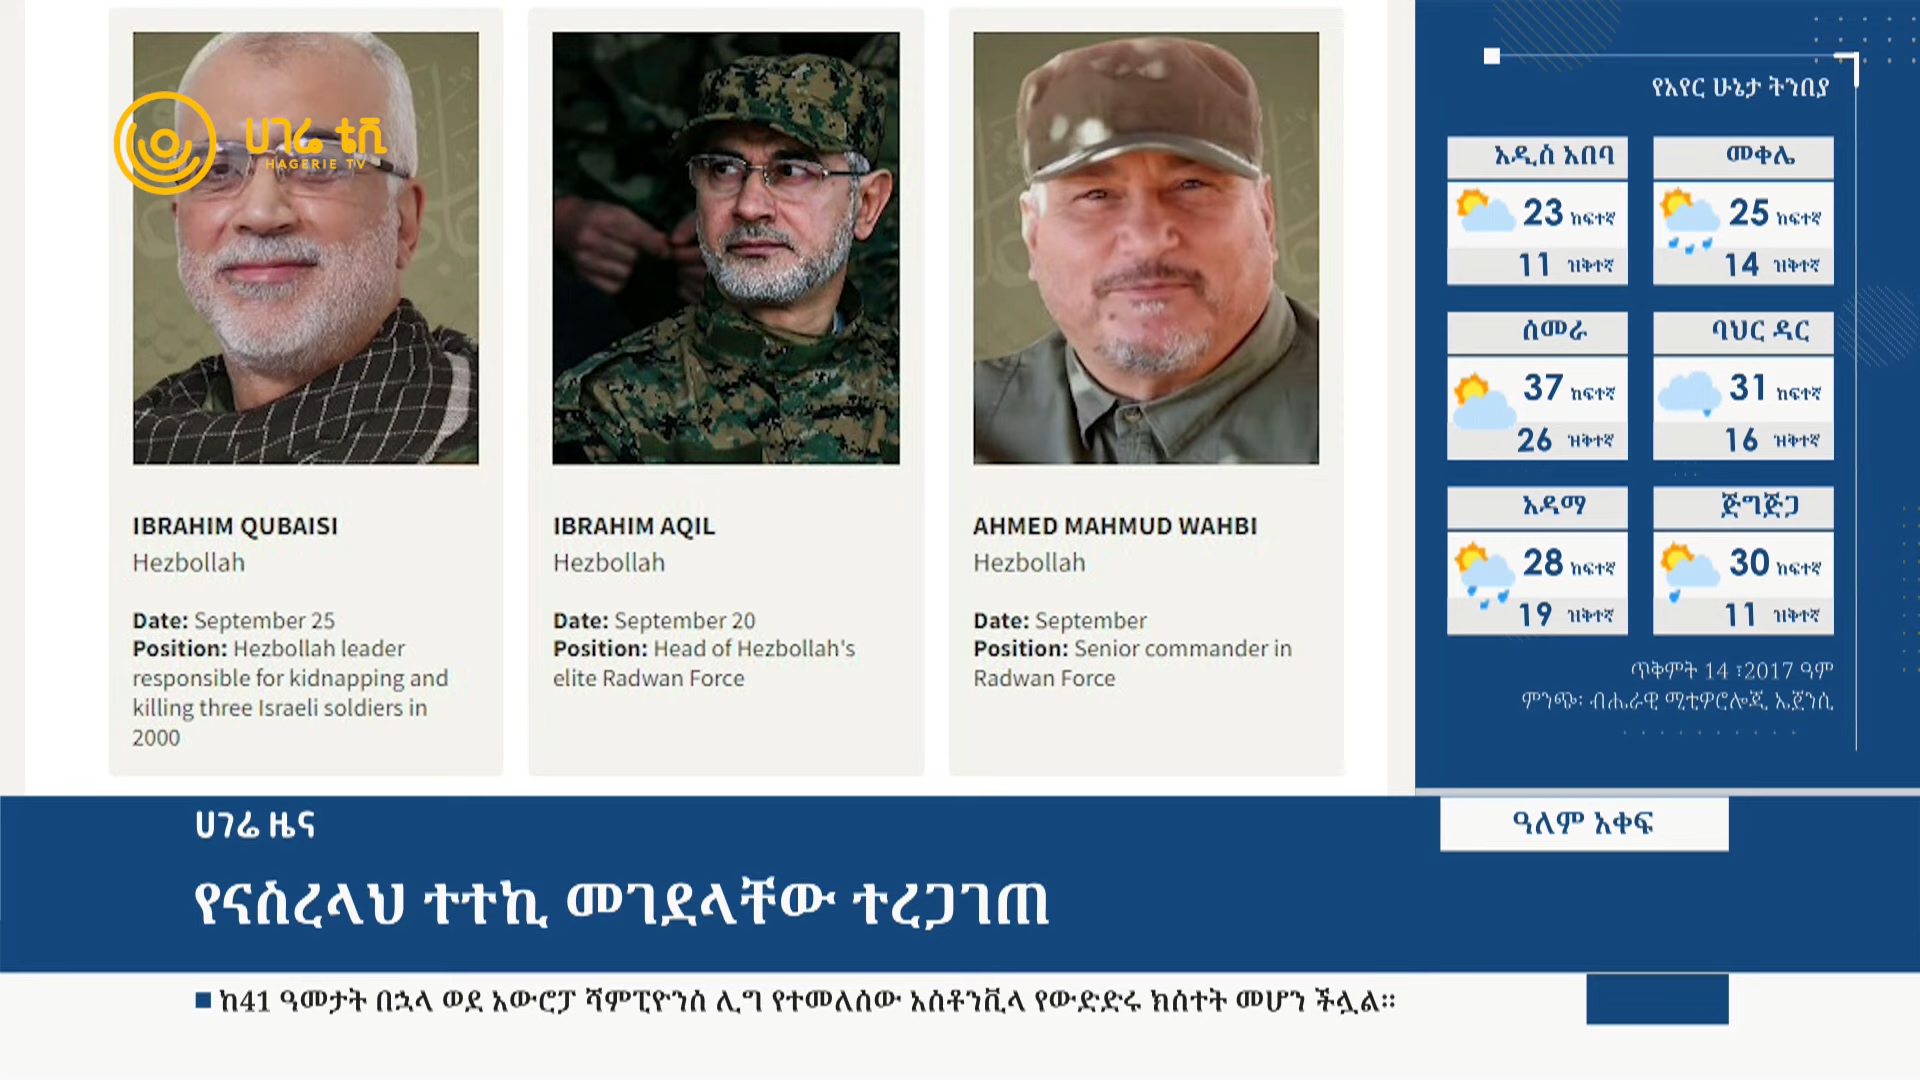 ሀገሬ ቲቪ
HAGERIE TV
IBRAHIM QUBAISI
Hezbollah
Date: September 25
Position: Hezbollah leader
responsible for kidnapping and
killing three Israeli soldiers in
2000
IBRAHIM AQIL
Hezbollah
Date: September 20
Position: Head of Hezbollah's
elite Radwan Force
AHMED MAHMUD WAHBI
Hezbollah
Date: September
Position: Senior commander in
Radwan Force
የአየር ሁኔታ ትንበያ
አዲስ አበባ
23 ከፍተኛ
11 ዝቅተኛ
መቀሌ
25 ከፍተኛ
14 ዝቅተኛ
ሰመራ
37 ከፍተኛ
26 ዝቅተኛ
ባህር ዳር
31 ከፍተኛ
16 ዝቅተኛ
አዳማ
28 ከፍተኛ
19 ዝቅተኛ
ጅግጅጋ
30 ከፍተኛ
11 ዝቅተኛ
ጥቅምት 14 ፣2017 ዓም
ምንጭ፡ ብሔራዊ ሚቲዎሮሎጂ ኤጀንሲ
ሀገሬ ዜና
ዓለም አቀፍ
የናስረላህ ተተኪ መገደላቸው ተረጋገጠ
ከ41 ዓመታት በኋላ ወደ አውሮፓ ሻምፒዮንስ ሊግ የተመለሰው አስቶንቪላ የውድድሩ ክስተት መሆን ችሏል።